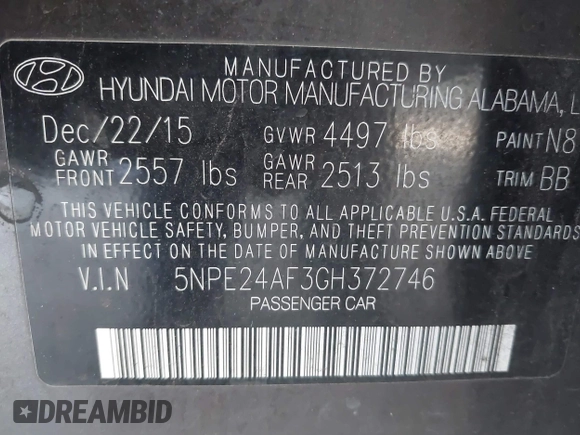 MANUFACTURED BY
HYUNDAI MOTOR MANUFACTURING ALABAMA, L
Dec/22/15 GVWR 4497 lbs PAINT N8
GAWR FRONT 2557 lbs GAWR REAR 2513 lbs TRIM BB
THIS VEHICLE CONFORMS TO ALL APPLICABLE U.S.A. FEDERAL
MOTOR VEHICLE SAFETY, BUMPER, AND THEFT PREVENTION STANDARDS
IN EFFECT ON THE DATE OF MANUFACTURE SHOWN ABOVE
V.I.N 5NPE24AF3GH372746
PASSENGER CAR
DREAMBID